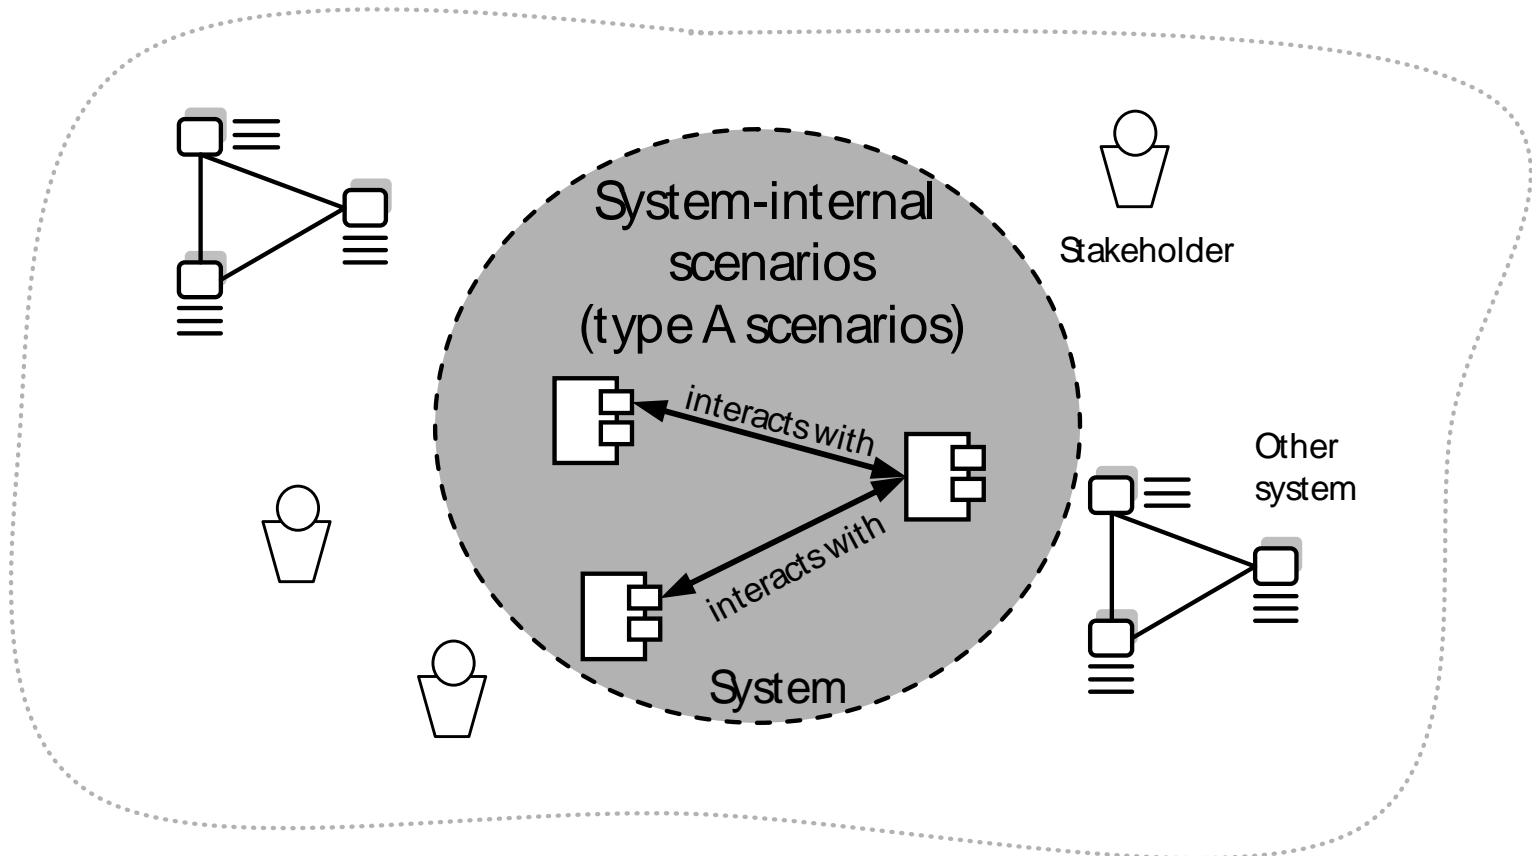 System-internal
scenarios
(type A scenarios)
Stakeholder
interacts with
Other
system
interacts with
System